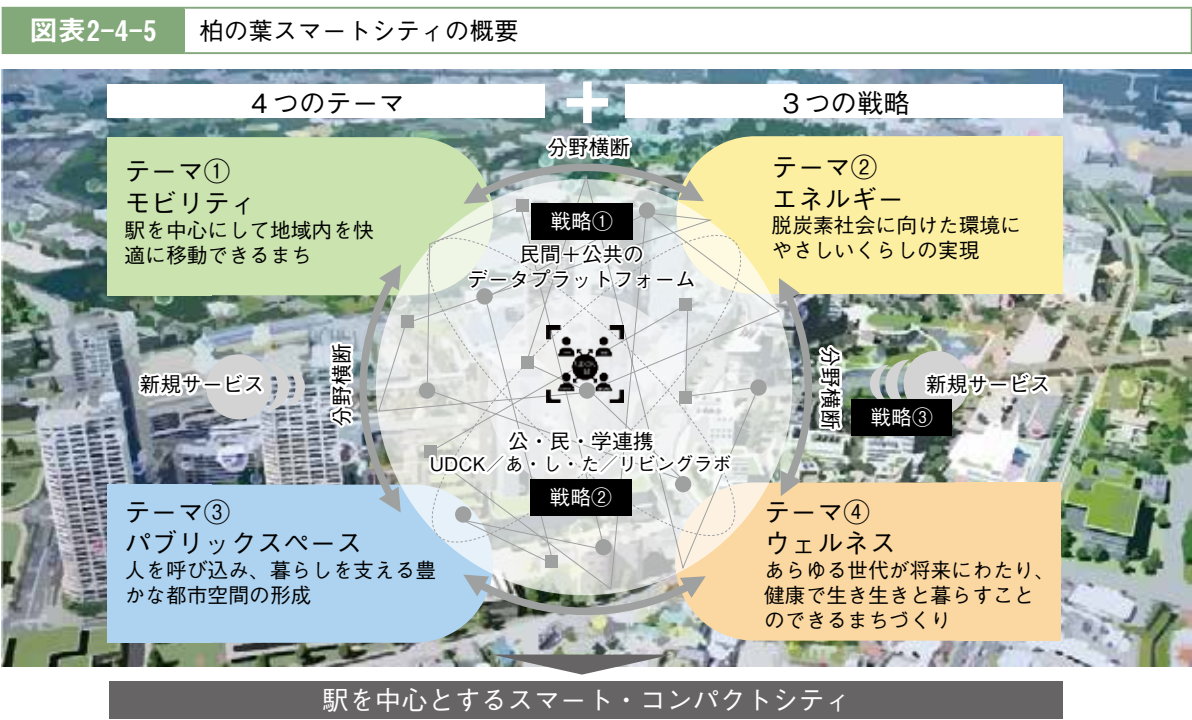 図表2-4-5 柏の葉スマートシティの概要
４つのテーマ
３つの戦略
分野横断
テーマ①
モビリティ
駅を中心にして地域内を快
適に移動できるまち
テーマ②
エネルギー
脱炭素社会に向けた環境に
やさしいくらしの実現
戦略①
民間＋公共の
データプラットフォーム
分野横断
分野横断
新規サービス
新規サービス
戦略③
公・民・学連携
UDCK／あ・し・た／リビングラボ
戦略②
テーマ③
パブリックスペース
人を呼び込み、暮らしを支える豊
かな都市空間の形成
テーマ④
ウェルネス
あらゆる世代が将来にわたり、
健康で生き生きと暮らすこと
のできるまちづくり
駅を中心とするスマート・コンパクトシティ